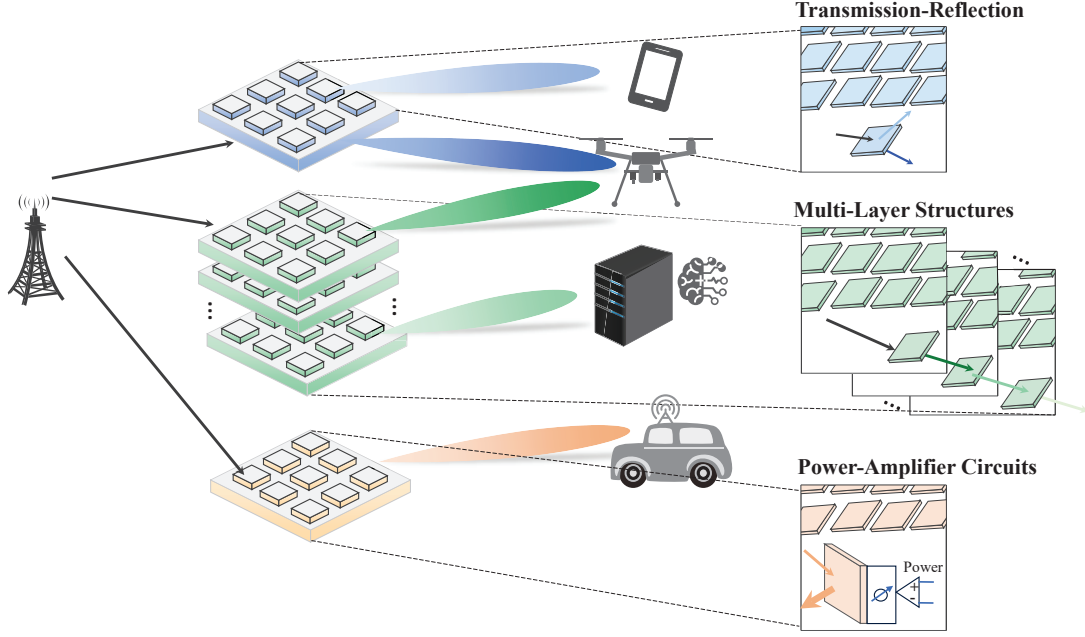 Transmission-Reflection
Multi-Layer Structures
Power-Amplifier Circuits
Power
+
-